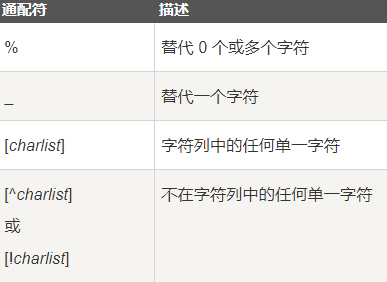 通配符 描述
% 替代 0 个或多个字符
_ 替代一个字符
[charlist] 字符列中的任何单一字符
[^charlist] 不在字符列中的任何单一字符
或
[!charlist]